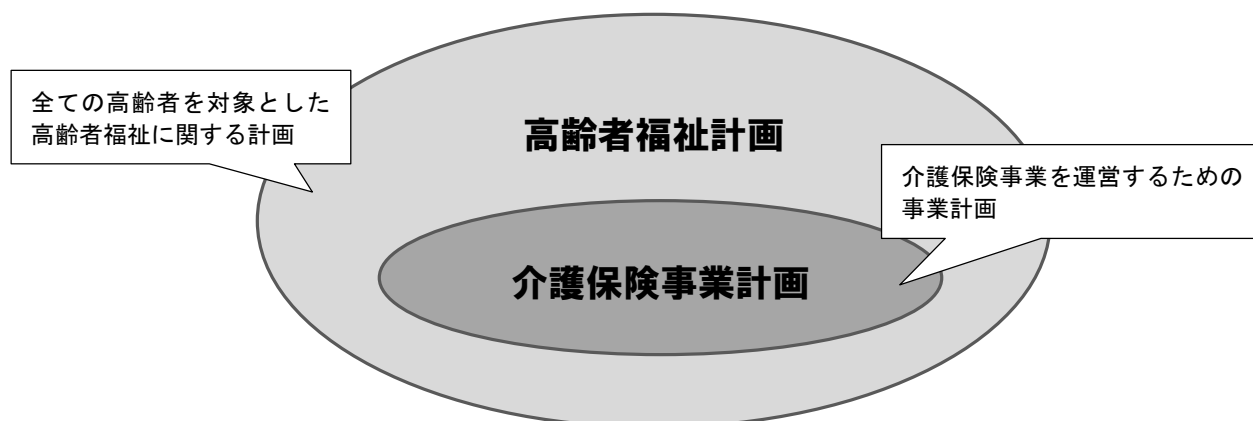 全ての高齢者を対象とした
高齢者福祉に関する計画
高齢者福祉計画
介護保険事業を運営するための
事業計画
介護保険事業計画